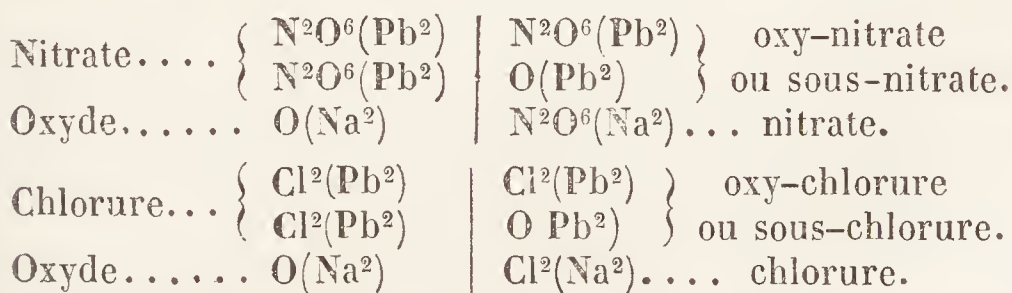 Nitrate.... { N²O⁶(Pb²) | N²O⁶(Pb²) } oxy-nitrate
N²O⁶(Pb²) | O(Pb²) } ou sous-nitrate.
Oxyde...... O(Na²) | N²O⁶(Na²)... nitrate.
Chlorure... { Cl²(Pb²) | Cl²(Pb²) } oxy-chlorure
Cl²(Pb²) | O Pb²) } ou sous-chlorure.
Oxyde...... O(Na²) | Cl²(Na²).... chlorure.